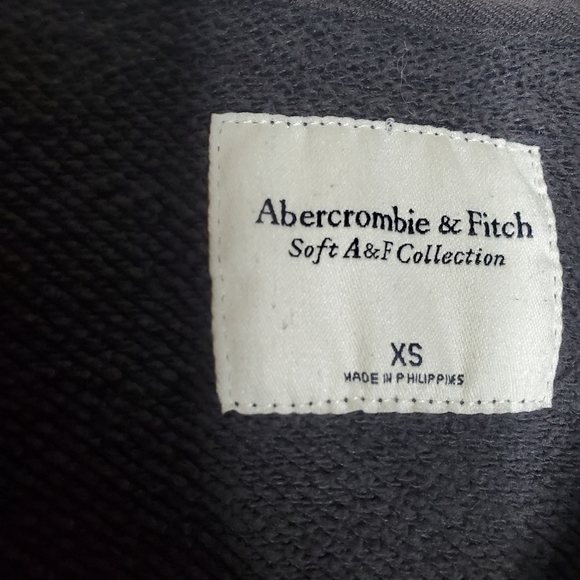 Abercrombie & Fitch
Soft A&F Collection
XS
MADE IN PHILIPPINES